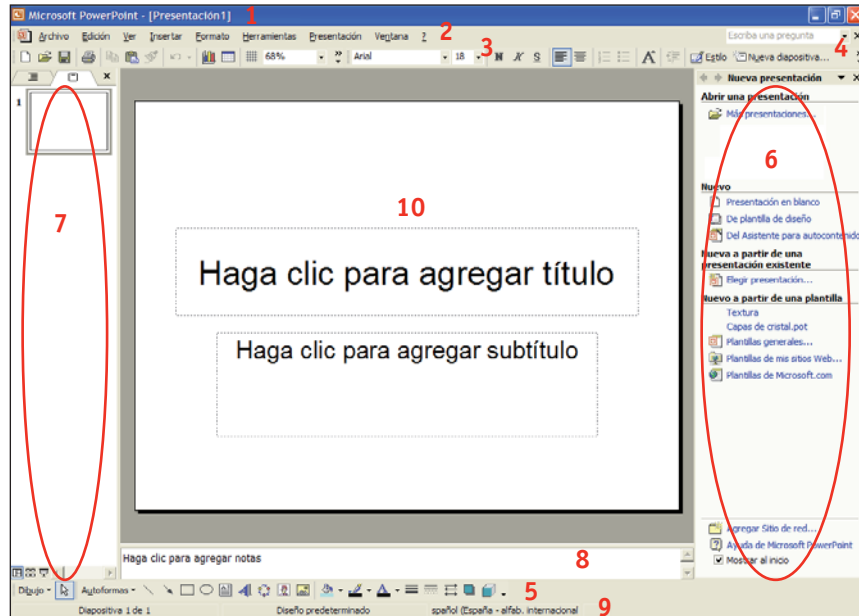 Microsoft PowerPoint - [Presentación1] 1
Archivo Edición Ver Insertar Formato Herramientas Presentación Ventana ? 2 Escriba una pregunta
68% Arial 18 3 N K S A Estilo Nueva diapositiva... 4
Nueva presentación
1
7
10
Haga clic para agregar título
Haga clic para agregar subtítulo
Abrir una presentación
Más presentaciones...
6
Nuevo
Presentación en blanco
De plantilla de diseño
Del Asistente para autocontenido
Nueva a partir de una
presentación existente
Elegir presentación...
Nuevo a partir de una plantilla
Textura
Capas de cristal.pot
Plantillas generales...
Plantillas de mis sitios Web...
Plantillas de Microsoft.com
Agregar Sitio de red...
Ayuda de Microsoft PowerPoint
Mostrar al inicio
Haga clic para agregar notas 8
Dibujo Autoformas A 5
Diapositiva 1 de 1 Diseño predeterminado spañol (España - alfab. internacional 9